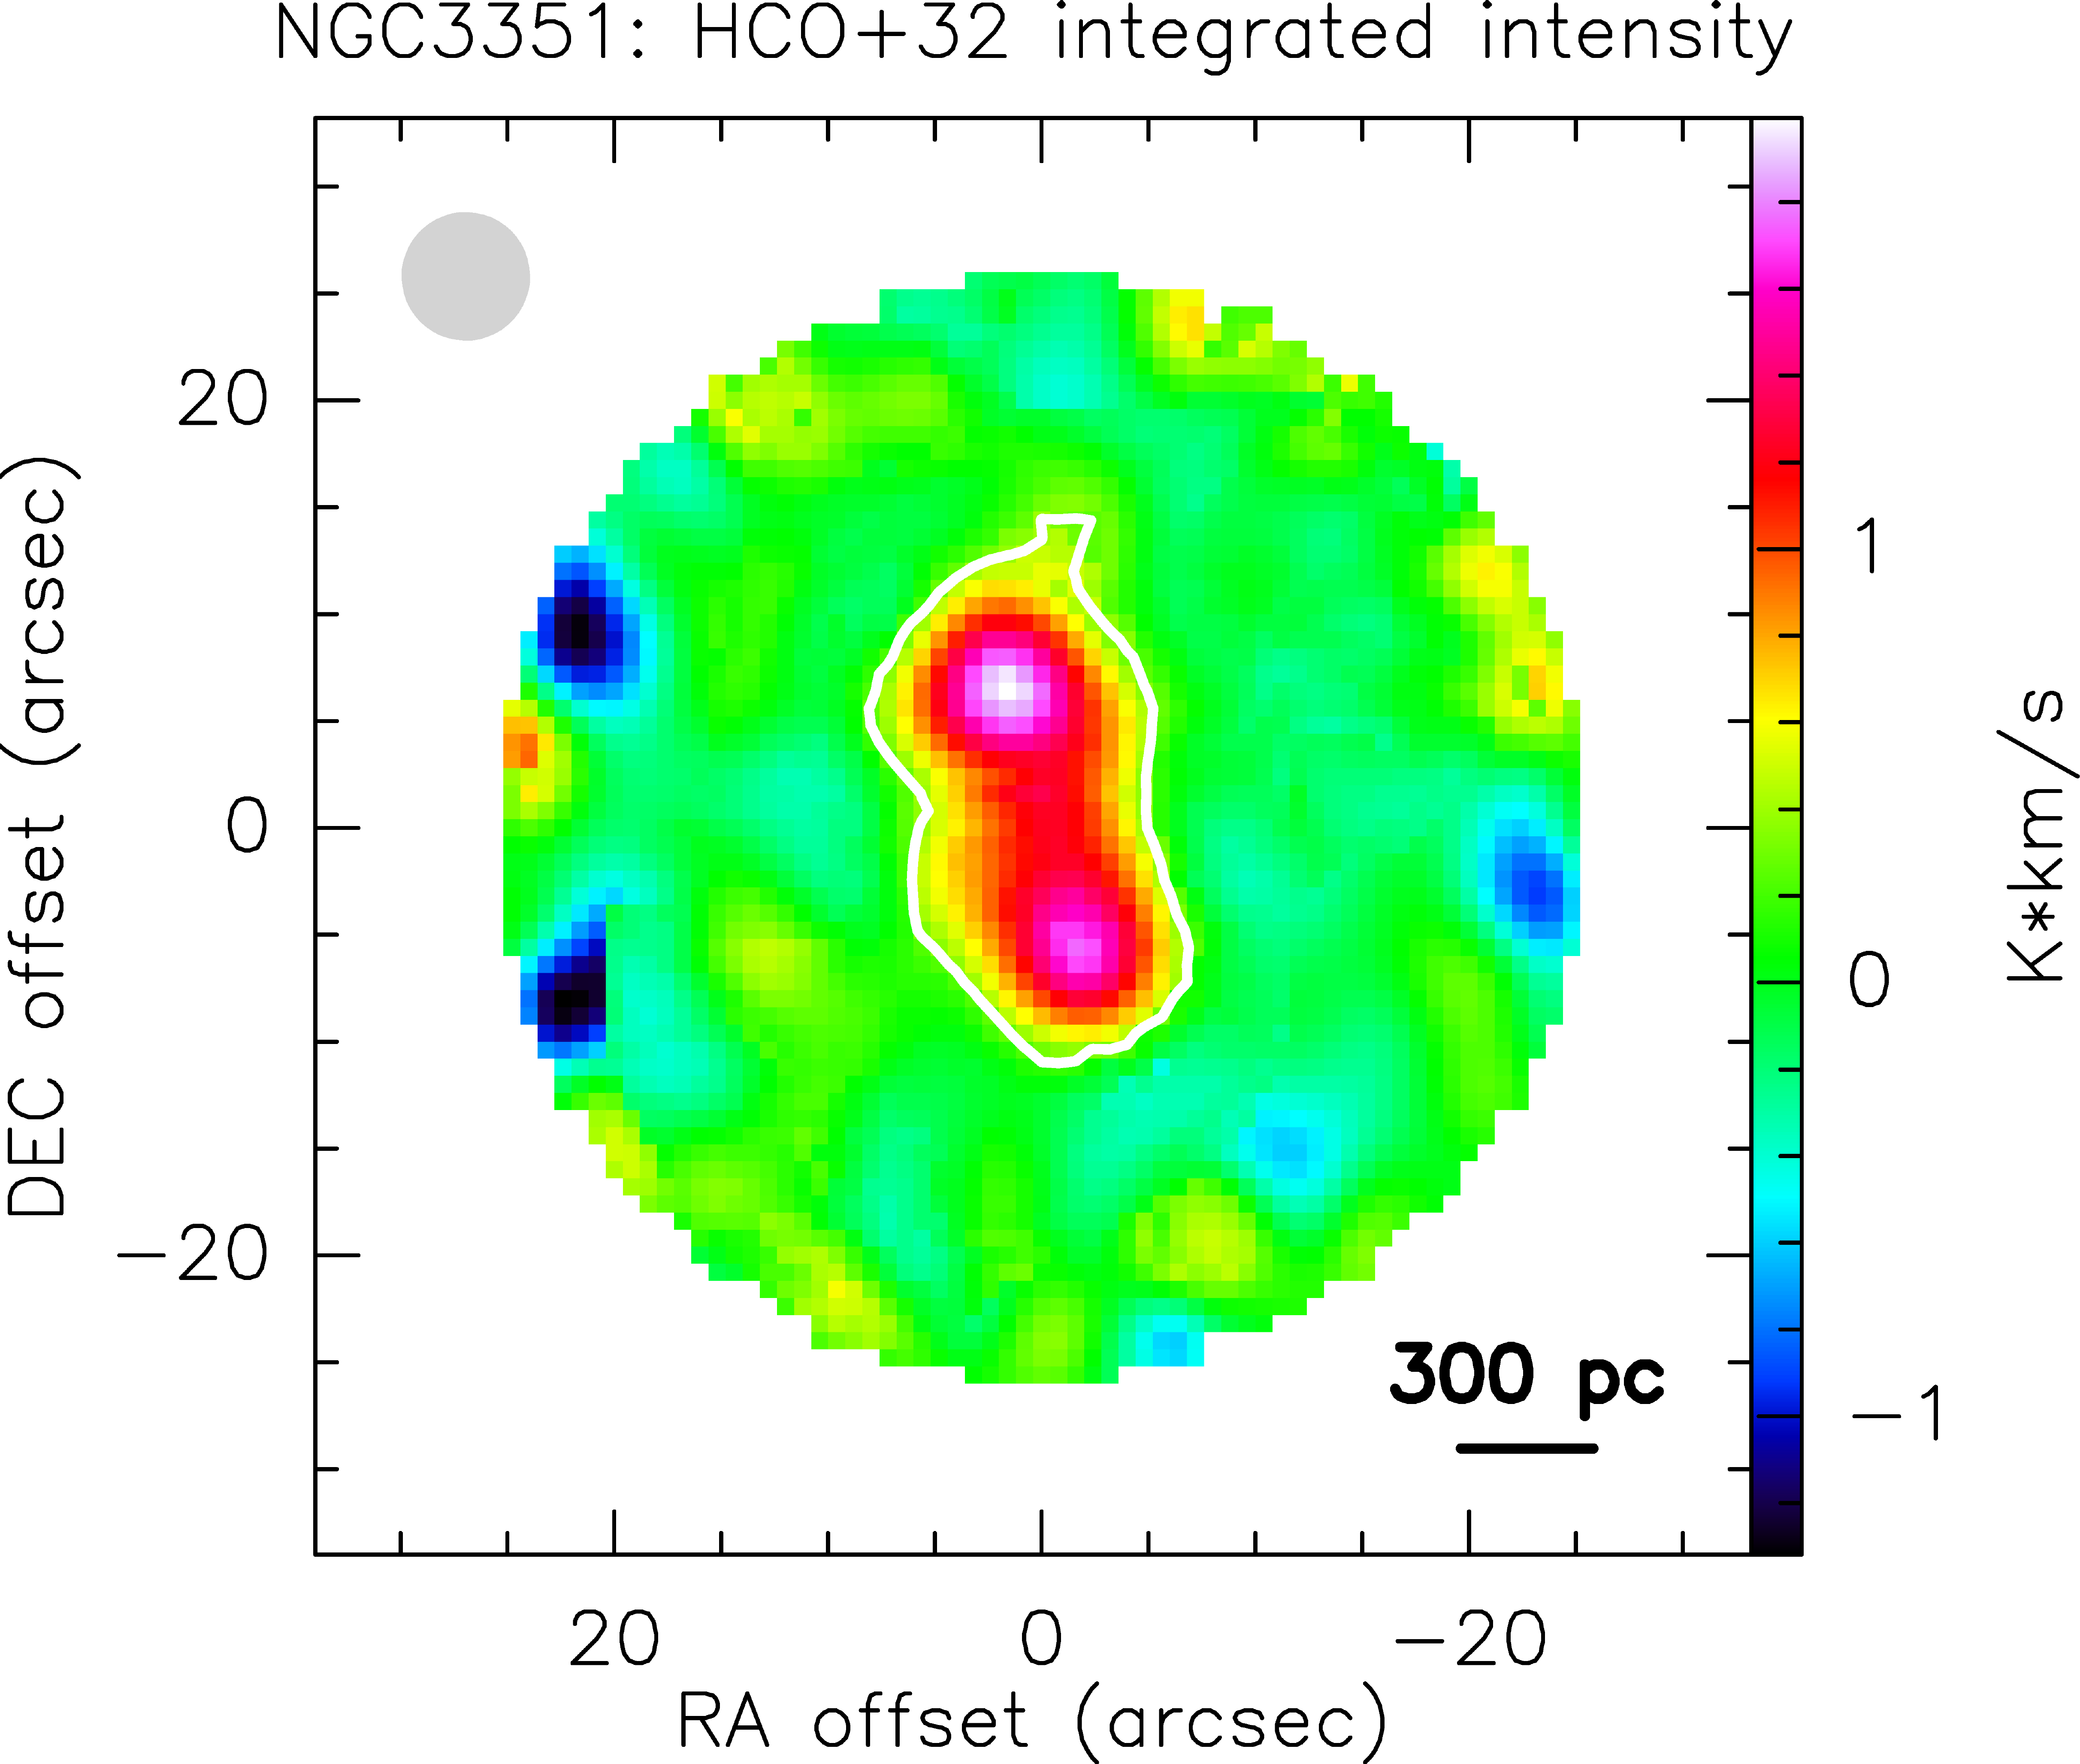 NGC3351: HCO+32 integrated intensity
DEC offset (arcsec)
20
0
-20
1
0
-1
K*km/s
300 pc
20 0 -20
RA offset (arcsec)